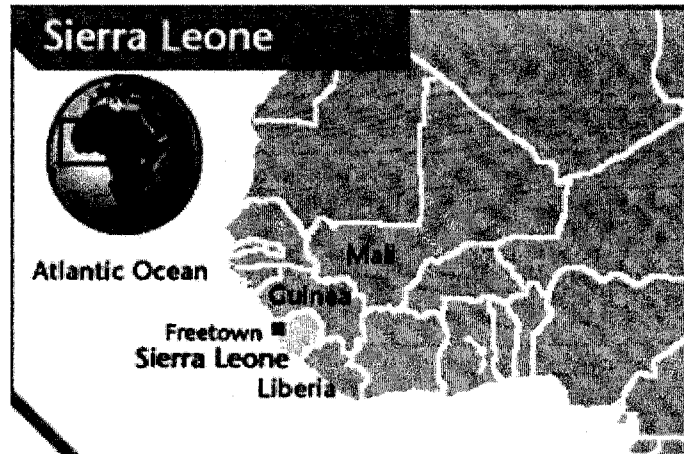 Sierra Leone
Mali
Atlantic Ocean
Guinea
Freetown
Sierra Leone
Liberia